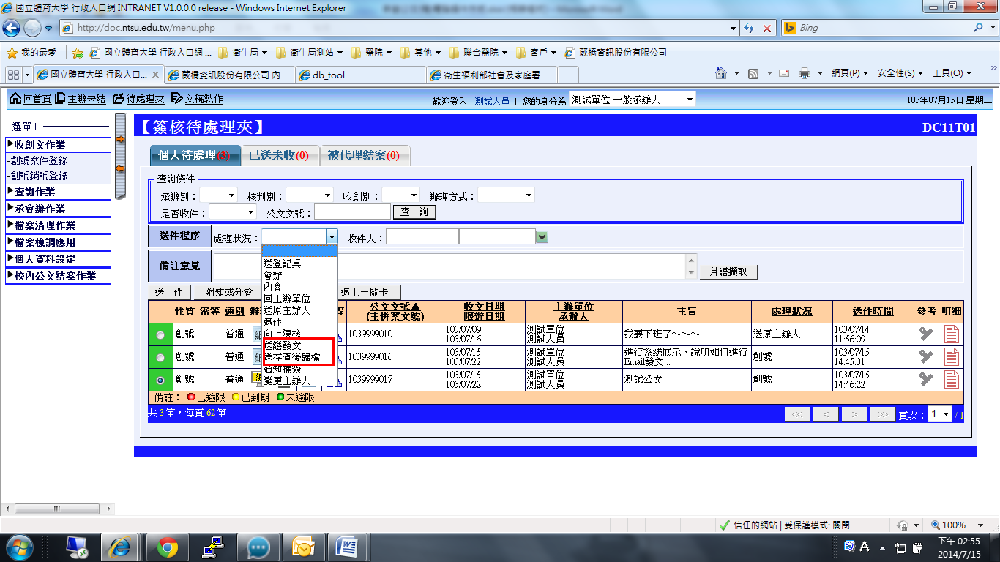 國立體育大學 行政入口網 INTRANET V1.0.0.0 release - Windows Internet Explorer
http://doc.ntsu.edu.tw/menu.php
Bing
我的最愛 國立體育大學 行政入口網 ... 衛生局 衛生局測站 醫院 其他 聯合醫院 客戶 葳橋資訊股份有限公司
國立體育大學 行政入口... 葳橋資訊股份有限公司 內... db_tool 衛生福利部社會及家庭署 ... 網頁(P) 安全性(S) 工具(O)
回首頁 主辦未結 待處理夾 文稿製作 歡迎登入! 測試人員 | 您的身分為 測試單位 一般承辦人 103年07月15日 星期二
|選單|
收創文作業
-創號案件登錄
-創號銷號登錄
查詢作業
承會辦作業
檔案清理作業
檔案檢調應用
個人資料設定
校內公文結案作業
【簽核待處理夾】 DC11T01
個人待處理(3) 已送未收(0) 被代理結案(0)
查詢條件
承辦別： 核判別： 收創別： 辦理方式：
是否收件： 公文文號： 查 詢
送件程序 處理狀況： 收件人：
備註意見 片語擷取
送登記桌
會辦
內會
回主辦單位
送原主辦人
退件
向上陳核
送繕發文
送存查後歸檔
通知補簽
變更主辦人
送 件 附知或分會 退上一關卡
性質 密等 速別 公文文號▲ 收文日期 主辦單位 主旨 處理狀況 送件時間 參考 明細
(主併案文號) 限辦日期 承辦人
創號 普通 1039999010 103/07/09 測試單位 我要下班了～～～ 送原主辦人 103/07/14
103/07/16 測試人員 11:56:09
創號 普通 1039999016 103/07/15 測試單位 進行系統展示，說明如何進行 創號 103/07/15
103/07/22 測試人員 Email發文... 14:45:31
創號 普通 1039999017 103/07/15 測試單位 測試公文 創號 103/07/15
103/07/22 測試人員 14:46:22
備註： 已逾限 已到期 未逾限
共 3 筆，每頁 62 筆 << < > >> 頁次： 1 / 1
信任的網站 | 受保護模式: 關閉 100%
A 下午 02:55
2014/7/15